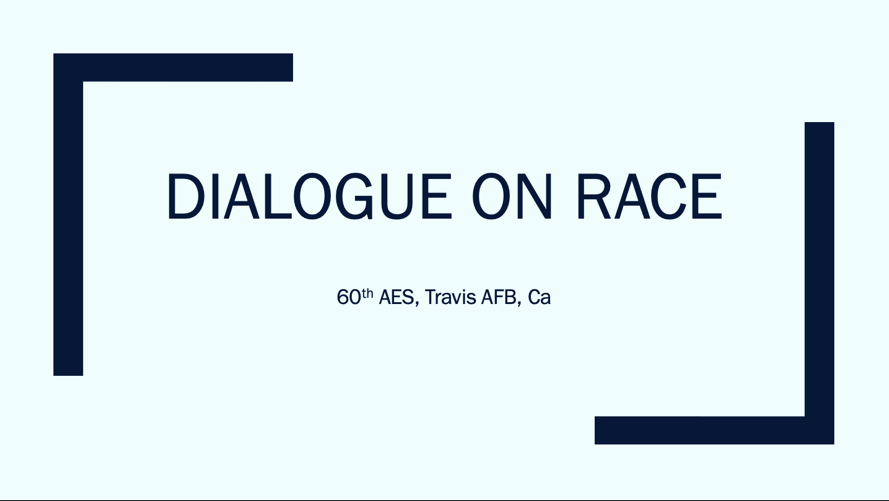 DIALOGUE ON RACE
60th AES, Travis AFB, Ca